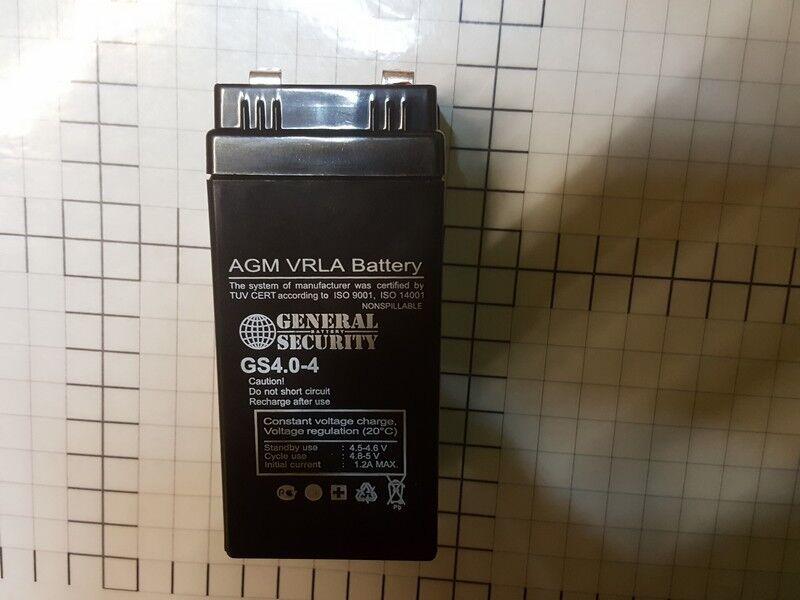 AGM VRLA Battery
The system of manufacturer was certified by
TUV CERT according to ISO 9001, ISO 14001
NONSPILLABLE
GENERAL
BATTERY
SECURITY
GS4.0-4
Caution!
Do not short circuit
Recharge after use
Constant voltage charge,
Voltage regulation (20°C)
Standby use : 4.5-4.6 V
Cycle use : 4.8-5 V
Initial current : 1.2A MAX.
Pb